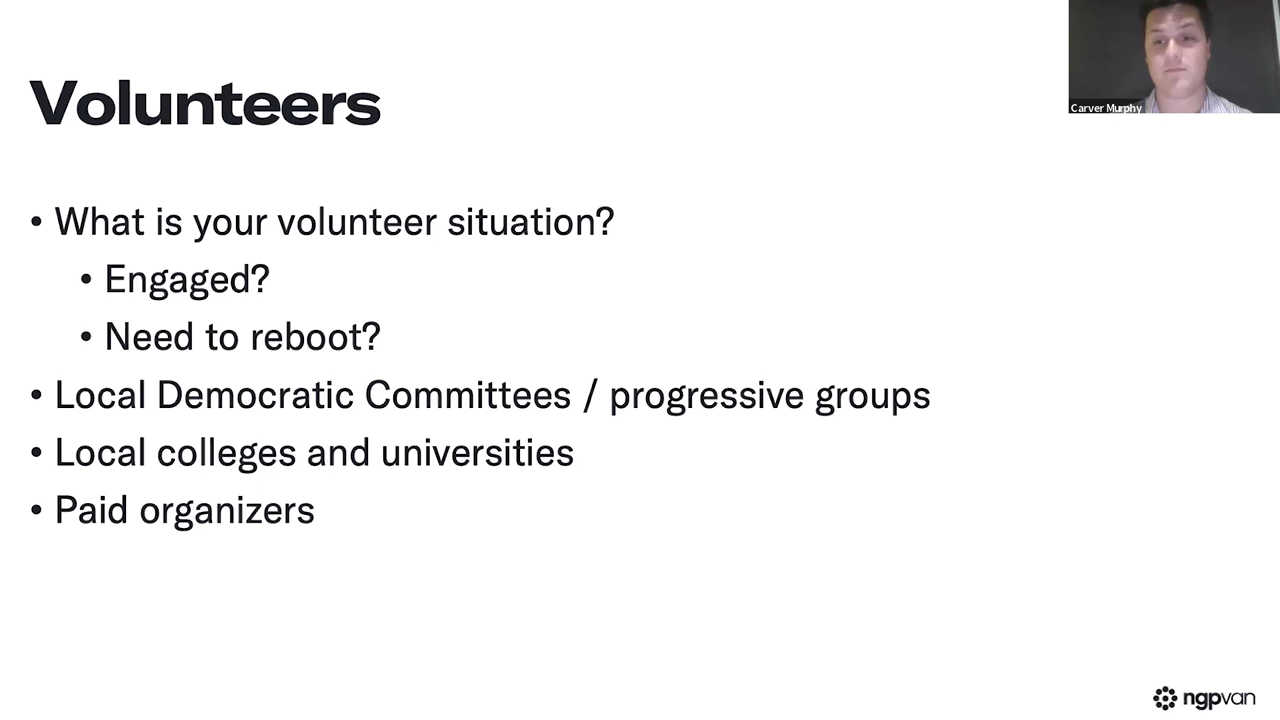 Volunteers
Carver Murphy
• What is your volunteer situation?
• Engaged?
• Need to reboot?
• Local Democratic Committees / progressive groups
• Local colleges and universities
• Paid organizers
ngpvan